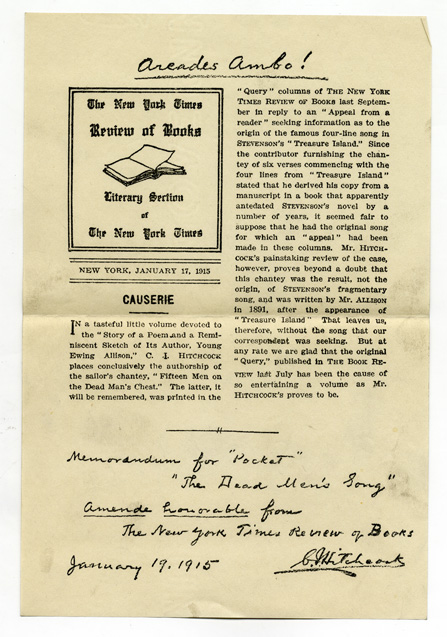 Arcades Ambo!
The New York Times
Review of Books
Literary Section
of
The New York Times
NEW YORK, JANUARY 17, 1915
CAUSERIE
IN a tasteful little volume devoted to
the "Story of a Poem and a Remi-
niscent Sketch of Its Author, Young
Ewing Allison," C. I. HITCHCOCK
places conclusively the authorship of
the sailor's chantey, "Fifteen Men on
the Dead Man's Chest." The latter, it
will be remembered, was printed in the
"Query" columns of THE NEW YORK
TIMES REVIEW OF BOOKS last Septem-
ber in reply to an "Appeal from a
reader" seeking information as to the
origin of the famous four-line song in
STEVENSON'S "Treasure Island." Since
the contributor furnishing the chan-
tey of six verses commencing with the
four lines from "Treasure Island"
stated that he derived his copy from a
manuscript in a book that apparently
antedated STEVENSON'S novel by a
number of years, it seemed fair to
suppose that he had the original song
for which an "appeal" had been
made in these columns. Mr. HITCH-
COCK'S painstaking review of the case,
however, proves beyond a doubt that
this chantey was the result, not the
origin, of STEVENSON'S fragmentary
song, and was written by Mr. ALLISON
in 1891, after the appearance of
"Treasure Island" That leaves us,
therefore, without the song that our
correspondent was seeking. But at
any rate we are glad that the original
"Query," published in THE BOOK RE-
VIEW last July has been the cause of
so entertaining a volume as Mr.
HITCHCOCK'S proves to be.
Memorandum for "Pocket"
"The Dead Men's Song"
Amende honorable from
The New York Times Review of Books
January 19, 1915
C.I. Hitchcock